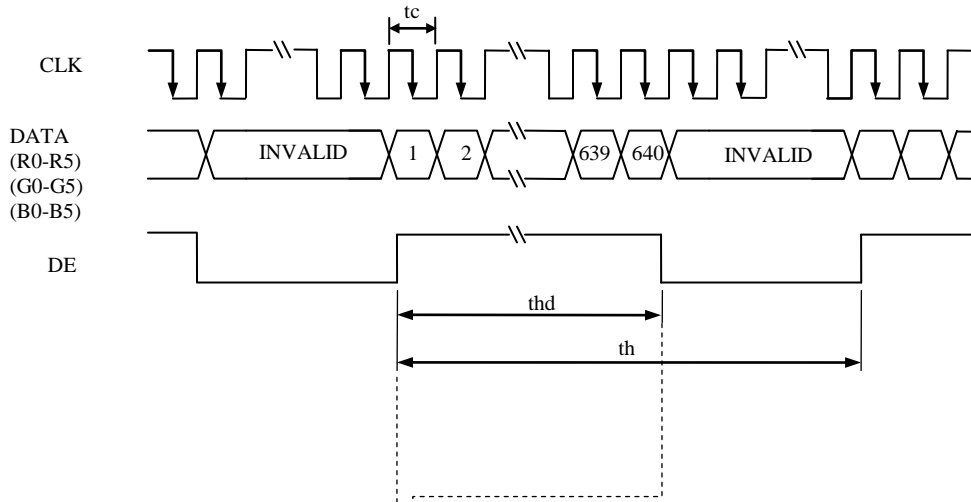 tc
CLK
DATA
(R0-R5)
(G0-G5)
(B0-B5)
INVALID 1 2 639 640 INVALID
DE
thd
th